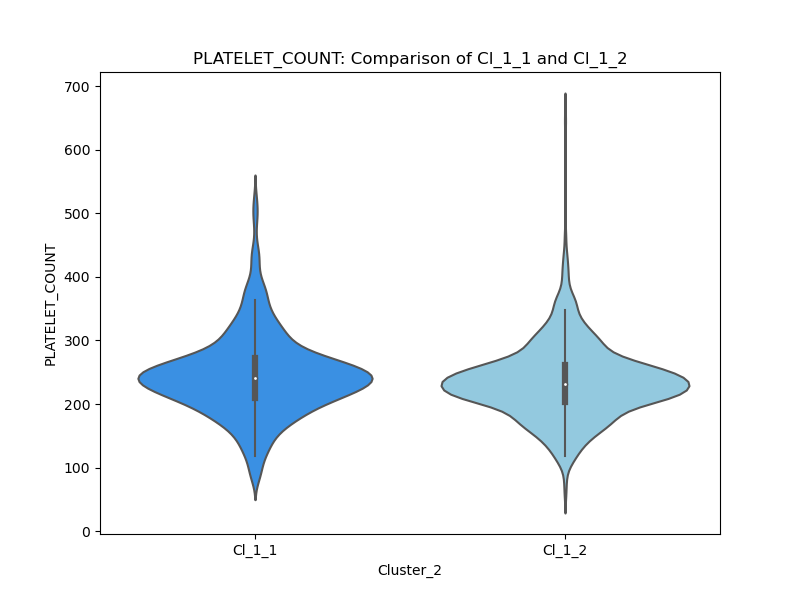 PLATELET_COUNT: Comparison of Cl_1_1 and Cl_1_2
700
600
500
400
300
200
100
0
PLATELET_COUNT
Cl_1_1 Cl_1_2
Cluster_2